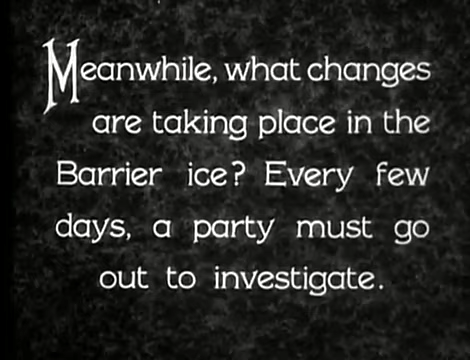 Meanwhile, what changes
are taking place in the
Barrier ice? Every few
days, a party must go
out to investigate.